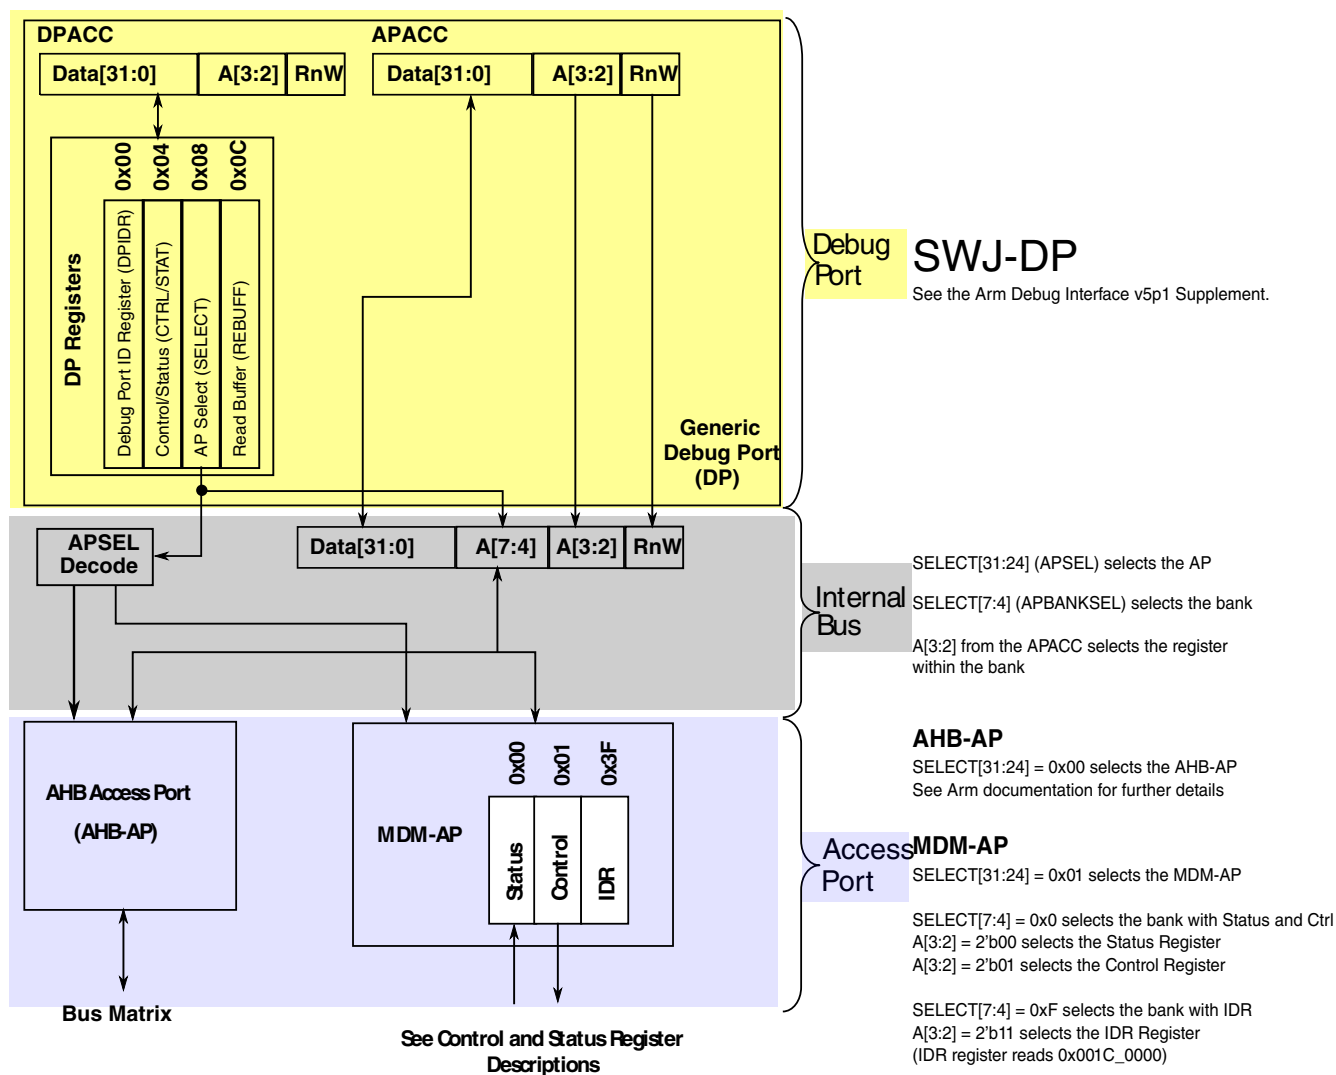 DPACC
APACC
Data[31:0] A[3:2] RnW
Data[31:0] A[3:2] RnW
0x00
0x04
0x08
0x0C
DP Registers
Debug Port ID Register (DPIDR)
Control/Status (CTRL/STAT)
AP Select (SELECT)
Read Buffer (REBUFF)
Generic
Debug Port
(DP)
Debug
Port
SWJ-DP
See the Arm Debug Interface v5p1 Supplement.
APSEL
Decode
Data[31:0] A[7:4] A[3:2] RnW
Internal
Bus
SELECT[31:24] (APSEL) selects the AP
SELECT[7:4] (APBANKSEL) selects the bank
A[3:2] from the APACC selects the register
within the bank
AHB Access Port
(AHB-AP)
Bus Matrix
MDM-AP
0x00
0x01
0x3F
Status
Control
IDR
See Control and Status Register
Descriptions
Access
Port
AHB-AP
SELECT[31:24] = 0x00 selects the AHB-AP
See Arm documentation for further details
MDM-AP
SELECT[31:24] = 0x01 selects the MDM-AP
SELECT[7:4] = 0x0 selects the bank with Status and Ctrl
A[3:2] = 2'b00 selects the Status Register
A[3:2] = 2'b01 selects the Control Register
SELECT[7:4] = 0xF selects the bank with IDR
A[3:2] = 2'b11 selects the IDR Register
(IDR register reads 0x001C_0000)